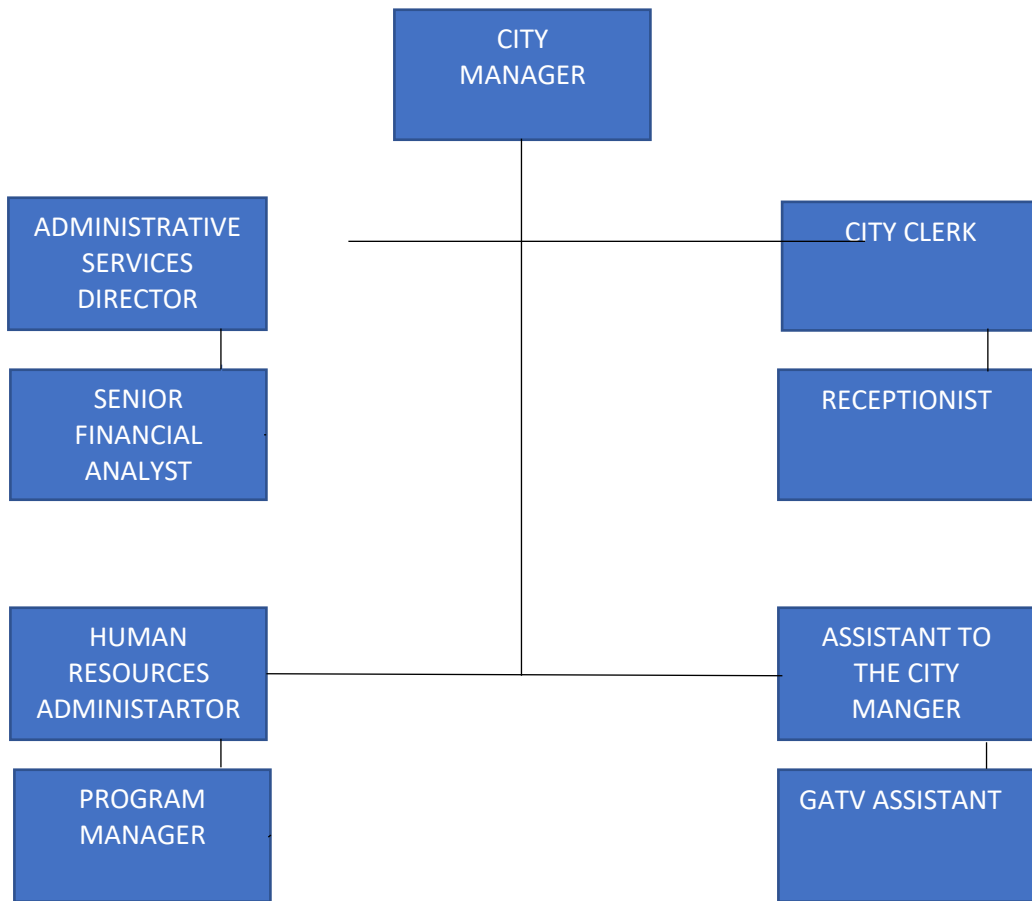 CITY
MANAGER
ADMINISTRATIVE
SERVICES
DIRECTOR
CITY CLERK
SENIOR
FINANCIAL
ANALYST
RECEPTIONIST
HUMAN
RESOURCES
ADMINISTARTOR
ASSISTANT TO
THE CITY
MANGER
PROGRAM
MANAGER
GATV ASSISTANT